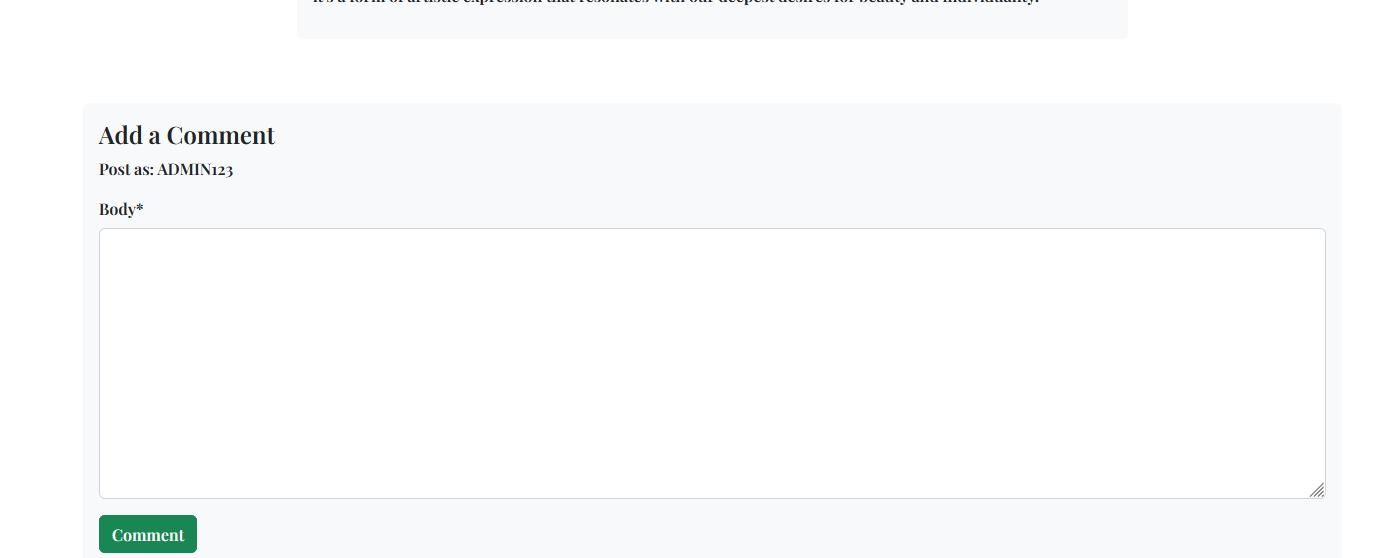 it's a form of artistic expression that resonates with our deepest desires for beauty and individuality.
Add a Comment
Post as: ADMIN123
Body*
Comment